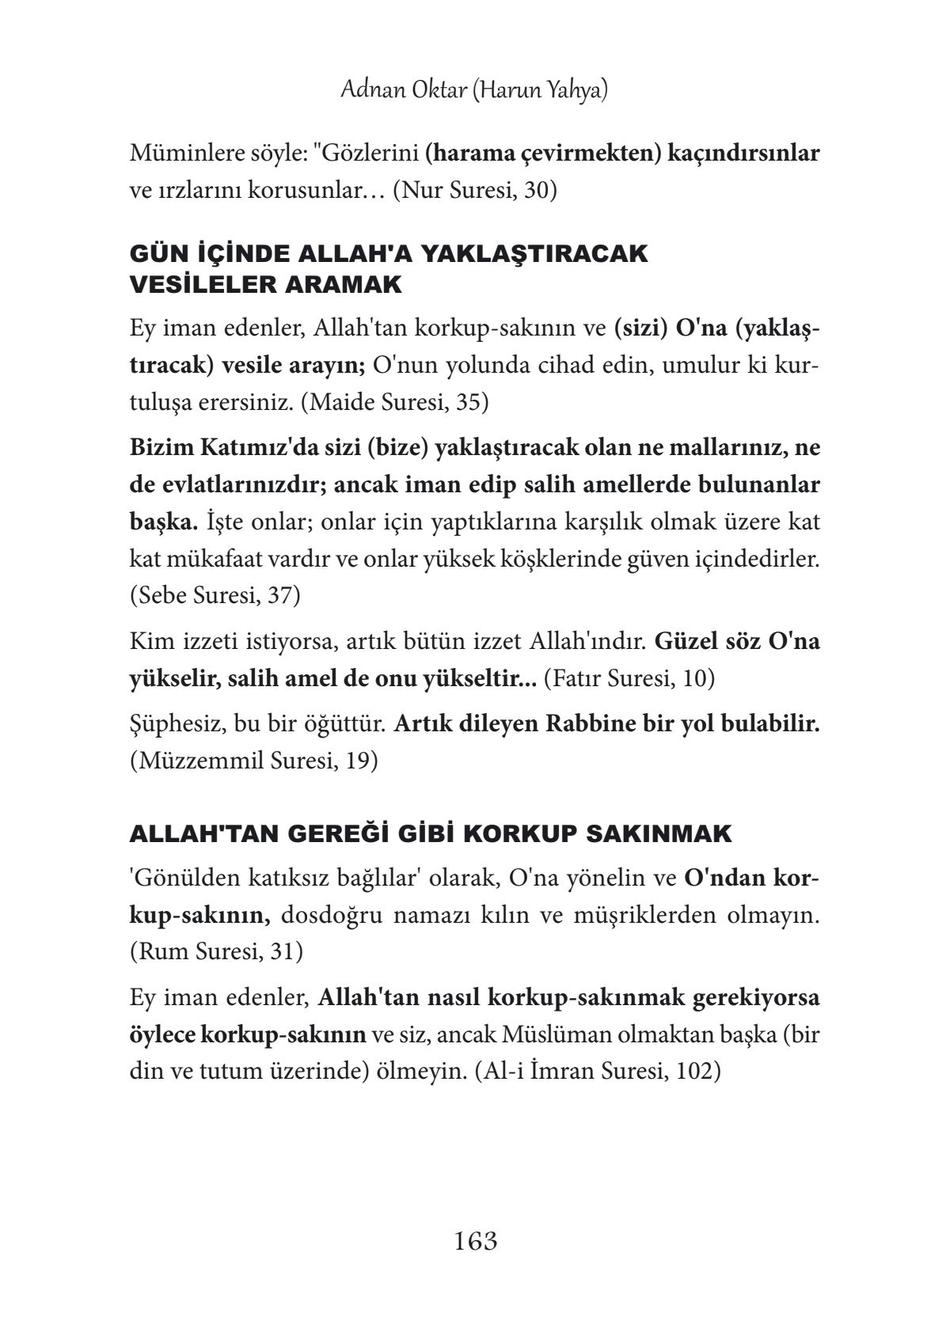 Adnan Oktar (Harun Yahya)
Müminlere söyle: "Gözlerini (harama çevirmekten) kaçındırsınlar
ve ırzlarını korusunlar… (Nur Suresi, 30)
GÜN İÇİNDE ALLAH'A YAKLAŞTIRACAK
VESİLELER ARAMAK
Ey iman edenler, Allah'tan korkup-sakının ve (sizi) O'na (yaklaş-
tıracak) vesile arayın; O'nun yolunda cihad edin, umulur ki kur-
tuluşa erersiniz. (Maide Suresi, 35)
Bizim Katımız'da sizi (bize) yaklaştıracak olan ne mallarınız, ne
de evlatlarınızdır; ancak iman edip salih amellerde bulunanlar
başka. İşte onlar; onlar için yaptıklarına karşılık olmak üzere kat
kat mükafaat vardır ve onlar yüksek köşklerinde güven içindedirler.
(Sebe Suresi, 37)
Kim izzeti istiyorsa, artık bütün izzet Allah'ındır. Güzel söz O'na
yükselir, salih amel de onu yükseltir... (Fatır Suresi, 10)
Şüphesiz, bu bir öğüttür. Artık dileyen Rabbine bir yol bulabilir.
(Müzzemmil Suresi, 19)
ALLAH'TAN GEREĞİ GİBİ KORKUP SAKINMAK
'Gönülden katıksız bağlılar' olarak, O'na yönelin ve O'ndan kor-
kup-sakının, dosdoğru namazı kılın ve müşriklerden olmayın.
(Rum Suresi, 31)
Ey iman edenler, Allah'tan nasıl korkup-sakınmak gerekiyorsa
öylece korkup-sakının ve siz, ancak Müslüman olmaktan başka (bir
din ve tutum üzerinde) ölmeyin. (Al-i İmran Suresi, 102)
163